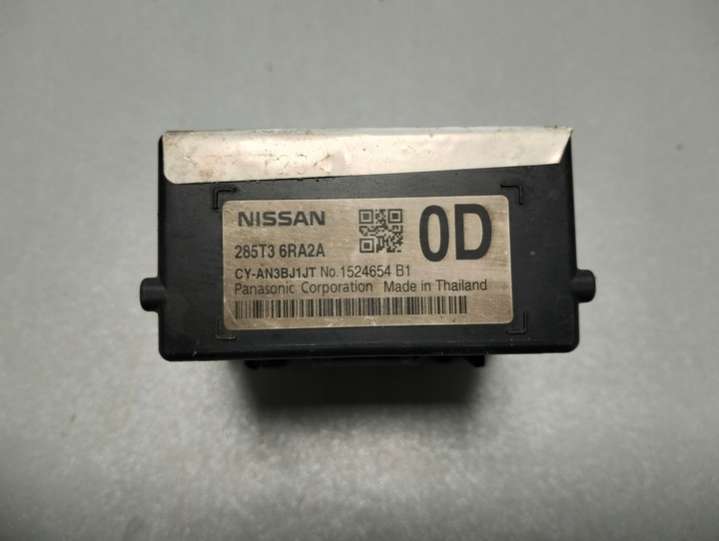 NISSAN 0D
285T3 6RA2A
CY-AN3BJ1JT No.1524654 B1
Panasonic Corporation Made in Thailand